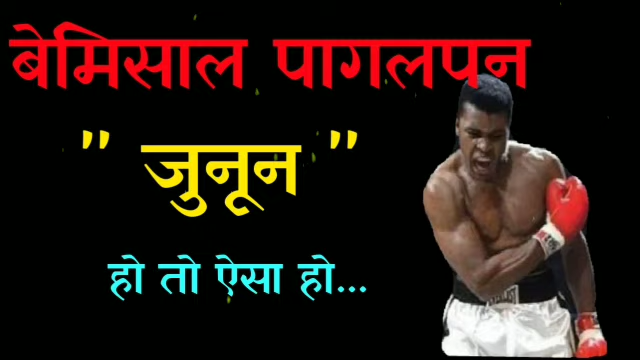 बेमिसाल पागलपन
" जुनून "
हो तो ऐसा हो...